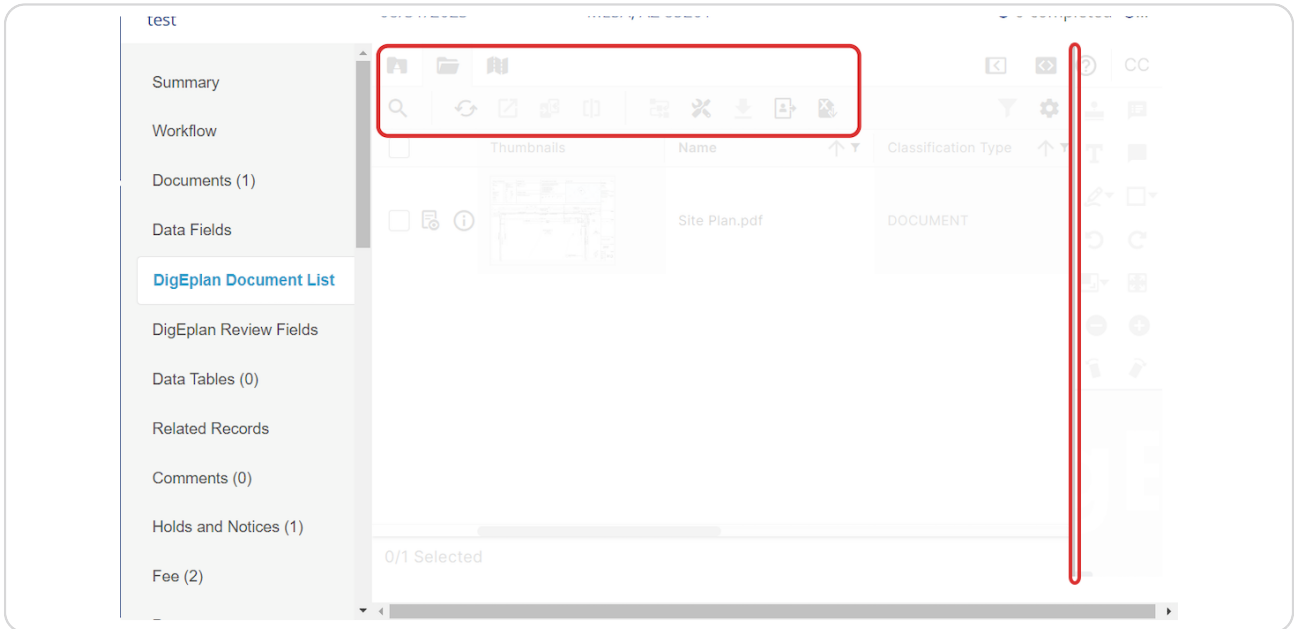 test
CC
Summary
Workflow
Documents (1)
Data Fields
DigEplan Document List
DigEplan Review Fields
Data Tables (0)
Related Records
Comments (0)
Holds and Notices (1)
Fee (2)
Thumbnails Name Classification Type
Site Plan.pdf DOCUMENT
0/1 Selected